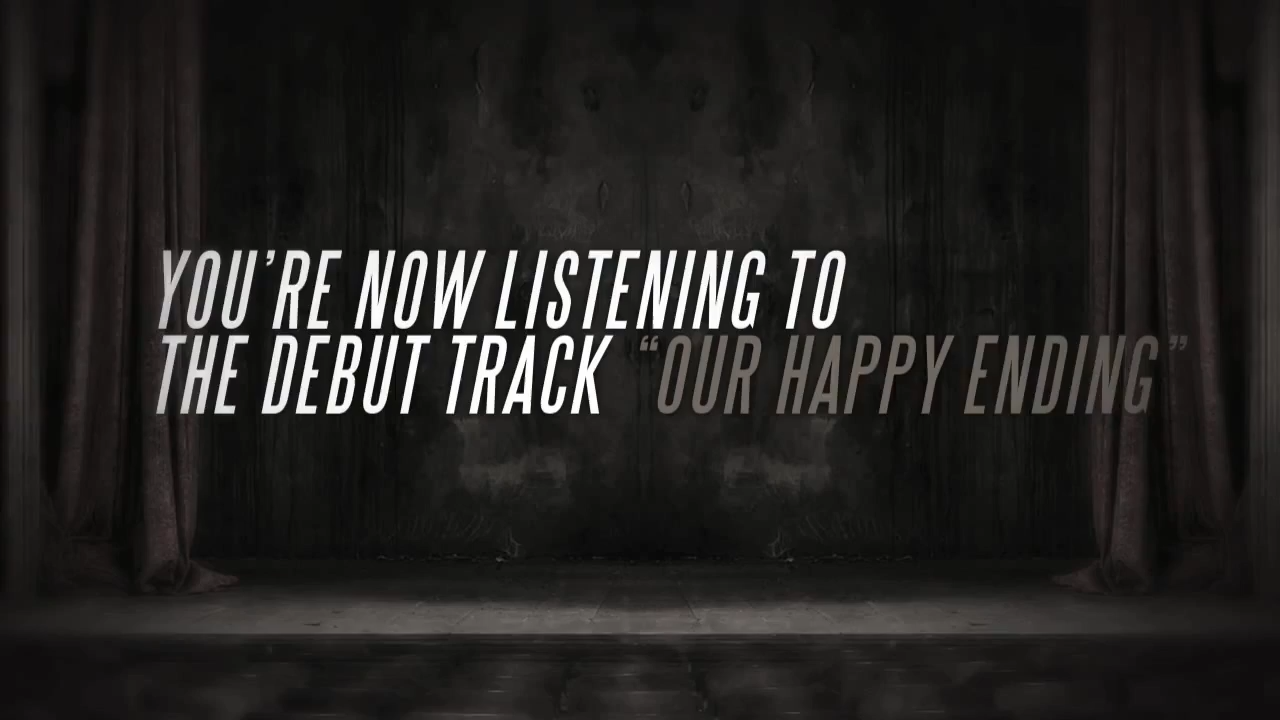 YOU’RE NOW LISTENING TO
THE DEBUT TRACK “OUR HAPPY ENDING”